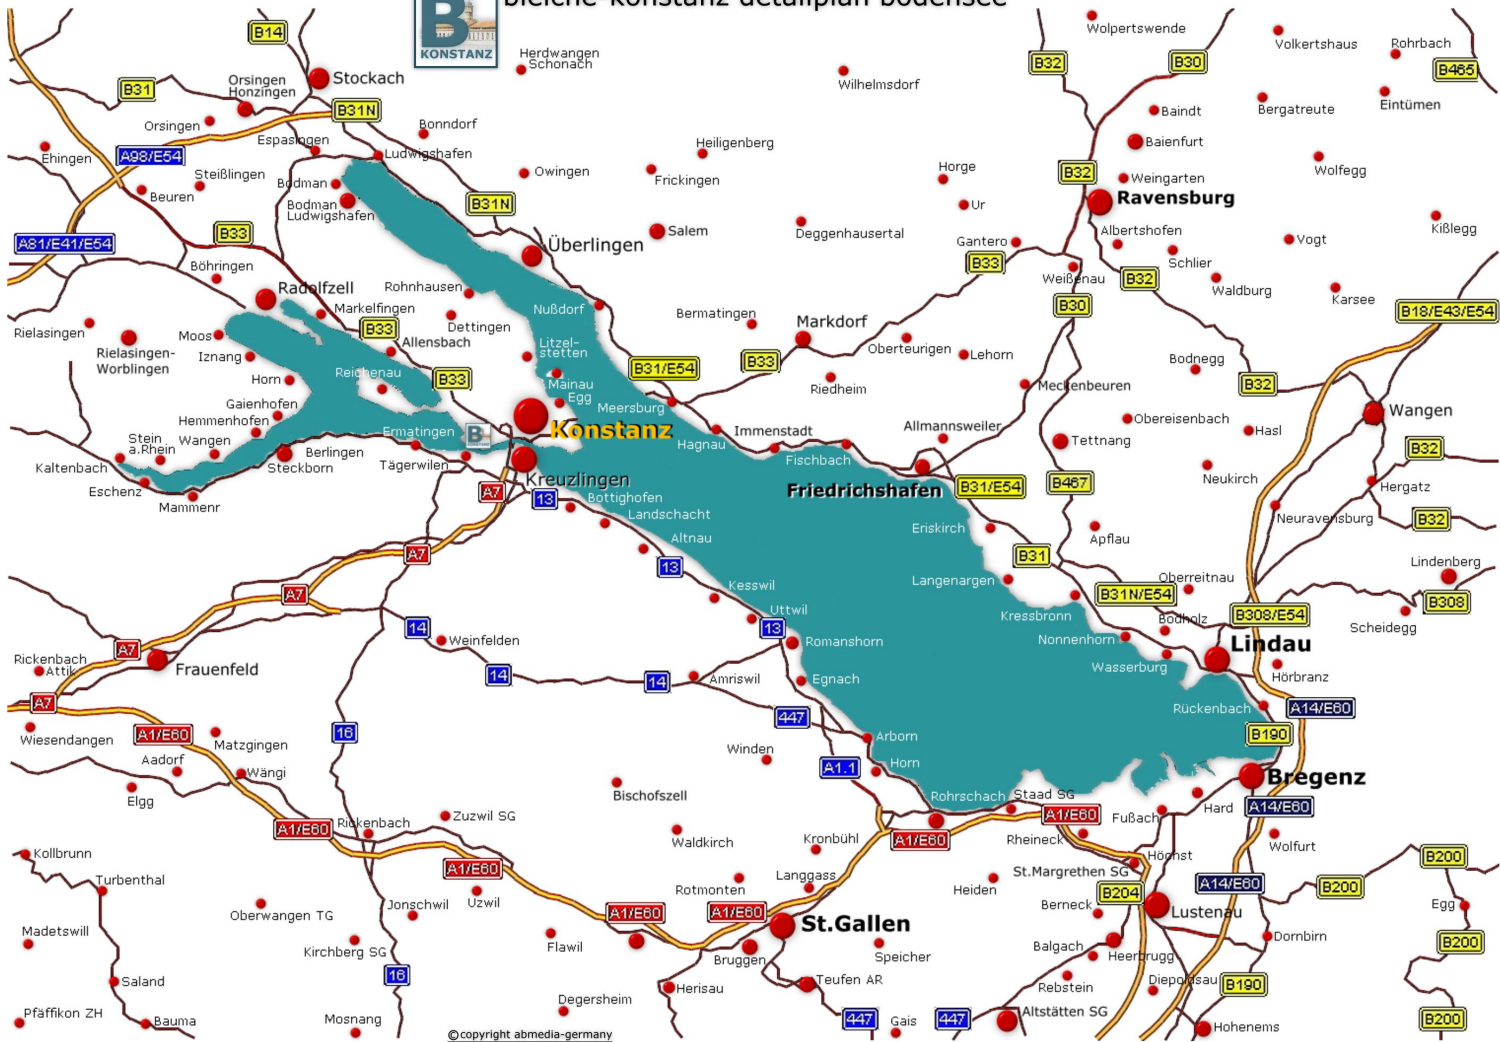 bleiche-konstanz detailplan bodensee
B
KONSTANZ
B14
Stockach
Herdwangen
Schonach
Wolpertswende
Volkertshaus
Rohrbach
B32
B30
B465
Wilhelmsdorf
Orsingen
Honzingen
B31
B31N
Orsingen
Baindt
Bergatreute
Eintümen
Bonndorf
Espasingen
Baienfurt
A98/E54
Ehingen
Ludwigshafen
Heiligenberg
Steißlingen
Owingen
Frickingen
Horge
B32
Weingarten
Wolfegg
Beuren
Bodman
Bodman
Ludwigshafen
B31N
Ur
Ravensburg
Kißlegg
A81/E41/E54
B33
Überlingen
Salem
Deggenhausertal
Gantero
Albertshofen
Vogt
B33
Schlier
Böhringen
Weißenau
B32
Waldburg
Karsee
Radolfzell
Rohnhausen
Markelfingen
Nußdorf
B30
B18/E43/E54
Rielasingen
Moos
B33
Dettingen
Bermatingen
Markdorf
Rielasingen-
Worblingen
Iznang
Allensbach
Litzel-
stetten
B31/E54
B33
Oberteurigen
Lehorn
Bodnegg
Horn
Reichenau
B33
Mainau
Riedheim
Meckenbeuren
B32
Egg
Gaienhofen
Meersburg
Wangen
Hemmenhofen
Konstanz
Obereisenbach
Hasl
Stein
a.Rhein
Wangen
Ermatingen
B
Hagnau
Immenstadt
Allmannsweiler
Tettnang
B32
Kaltenbach
Berlingen
Steckborn
Tägerwilen
Fischbach
Eschenz
Kreuzlingen
Friedrichshafen
B31/E54
B467
Neukirch
Hergatz
Mammenr
A7
13
Bottighofen
Landschacht
Neuravensburg
B32
Eriskirch
Altnau
Apflau
A7
13
B31
Lindenberg
Langenargen
Kesswil
B31N/E54
Oberreitnau
A7
Uttwil
Kressbronn
Bodholz
B308/E54
B308
Scheidegg
14
Weinfelden
13
Romanshorn
Nonnenhorn
Lindau
A7
Rickenbach
Attik
Frauenfeld
Wasserburg
Hörbranz
14
14
Amriswil
Egnach
A7
Rückenbach
A14/E60
447
Wiesendangen
A1/E60
Matzgingen
16
Arborn
B190
Winden
Aadorf
Wängi
A1.1
Horn
Bregenz
Elgg
Bischofszell
Rohrschach
Staad SG
Hard
A14/E60
Zuzwil SG
A1/E60
Fußach
A1/E60
Rickenbach
Waldkirch
Kronbühl
A1/E60
Rheineck
Wolfurt
Kollbrunn
Höchst
B200
A1/E60
St.Margrethen SG
Turbenthal
Langgass
Rotmonten
Heiden
B204
A14/E60
B200
Uzwil
Oberwangen TG
Jonschwil
A1/E60
A1/E60
Berneck
Lustenau
Egg
St.Gallen
Madetswill
Kirchberg SG
Flawil
Bruggen
Speicher
Balgach
Heerbrugg
Dornbirn
B200
16
Saland
Herisau
Teufen AR
Rebstein
Diepoldsau
B190
Degersheim
Pfäffikon ZH
Bauma
Mosnang
447
Gais
447
Altstätten SG
Hohenems
B200
©copyright abmedia-germany